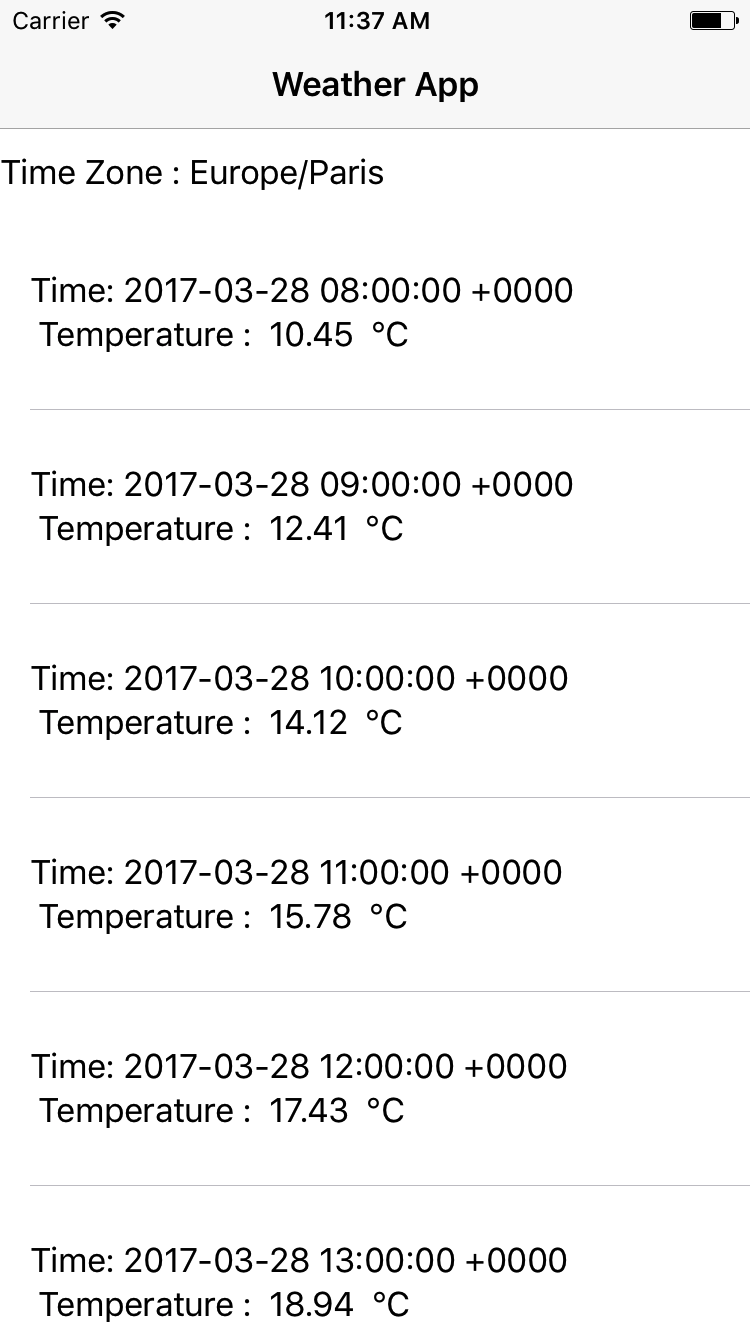 Carrier 11:37 AM
Weather App
Time Zone : Europe/Paris
Time: 2017-03-28 08:00:00 +0000
Temperature : 10.45 °C
Time: 2017-03-28 09:00:00 +0000
Temperature : 12.41 °C
Time: 2017-03-28 10:00:00 +0000
Temperature : 14.12 °C
Time: 2017-03-28 11:00:00 +0000
Temperature : 15.78 °C
Time: 2017-03-28 12:00:00 +0000
Temperature : 17.43 °C
Time: 2017-03-28 13:00:00 +0000
Temperature : 18.94 °C